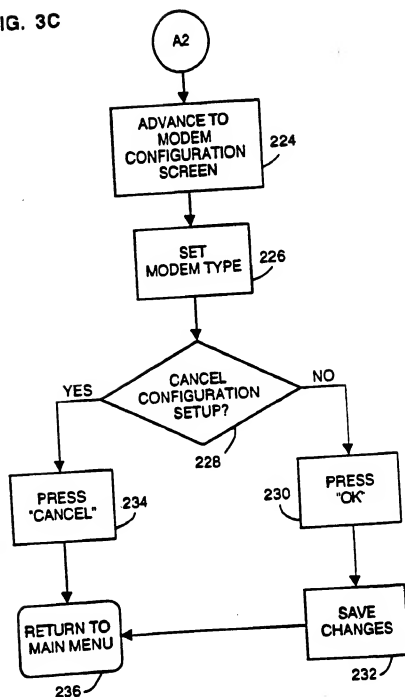 IG. 3C
A2
ADVANCE TO
MODEM
CONFIGURATION
SCREEN
224
SET
MODEM TYPE
226
CANCEL
CONFIGURATION
SETUP?
YES
NO
228
PRESS
"CANCEL"
234
PRESS
"OK"
230
RETURN TO
MAIN MENU
236
SAVE
CHANGES
232